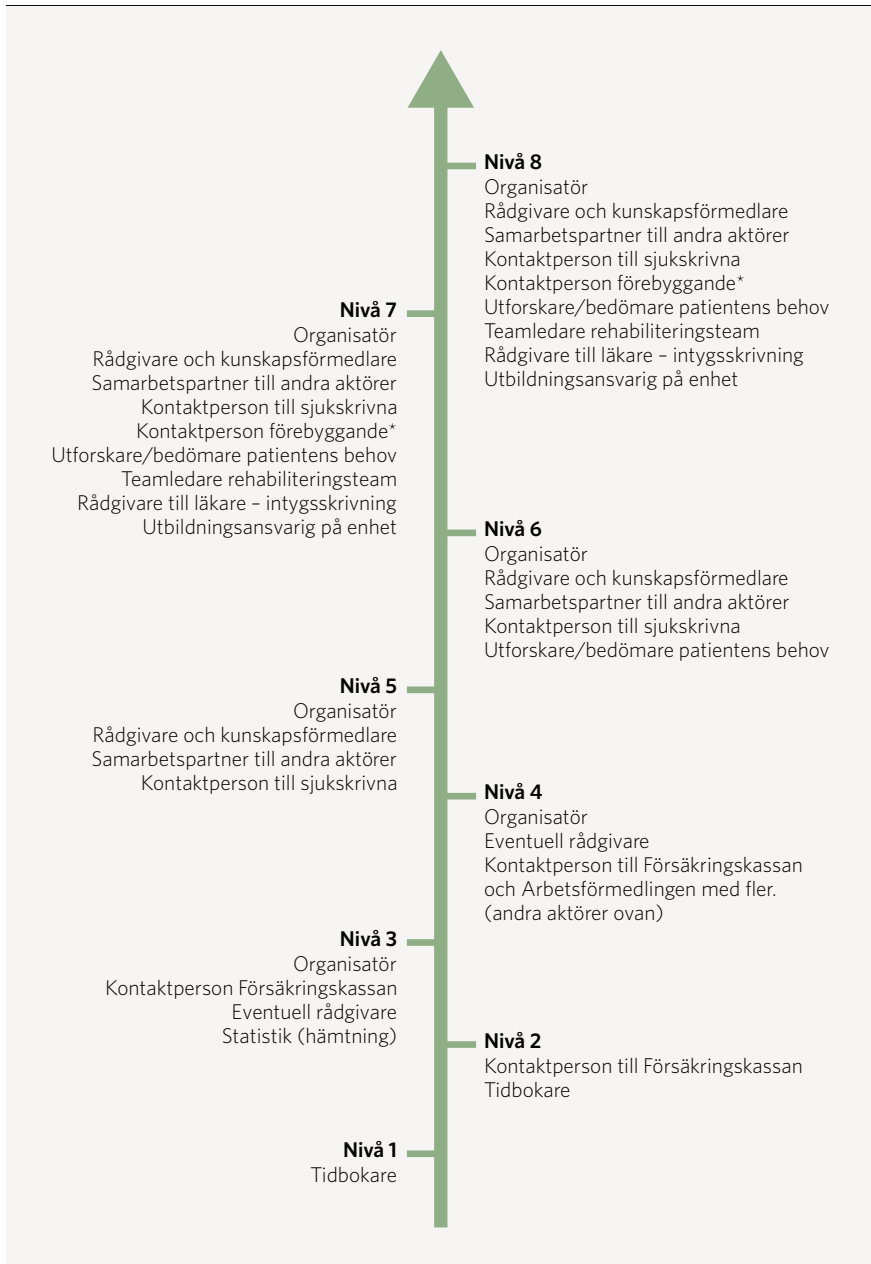 Nivå 8
Organisatör
Rådgivare och kunskapsförmedlare
Samarbetspartner till andra aktörer
Kontaktperson till sjukskrivna
Kontaktperson förebyggande*
Utforskare/bedömare patientens behov
Teamledare rehabiliteringsteam
Rådgivare till läkare – intygsskrivning
Utbildningsansvarig på enhet
Nivå 7
Organisatör
Rådgivare och kunskapsförmedlare
Samarbetspartner till andra aktörer
Kontaktperson till sjukskrivna
Kontaktperson förebyggande*
Utforskare/bedömare patientens behov
Teamledare rehabiliteringsteam
Rådgivare till läkare – intygsskrivning
Utbildningsansvarig på enhet
Nivå 6
Organisatör
Rådgivare och kunskapsförmedlare
Samarbetspartner till andra aktörer
Kontaktperson till sjukskrivna
Utforskare/bedömare patientens behov
Nivå 5
Organisatör
Rådgivare och kunskapsförmedlare
Samarbetspartner till andra aktörer
Kontaktperson till sjukskrivna
Nivå 4
Organisatör
Eventuell rådgivare
Kontaktperson till Försäkringskassan
och Arbetsförmedlingen med fler.
(andra aktörer ovan)
Nivå 3
Organisatör
Kontaktperson Försäkringskassan
Eventuell rådgivare
Statistik (hämtning)
Nivå 2
Kontaktperson till Försäkringskassan
Tidbokare
Nivå 1
Tidbokare